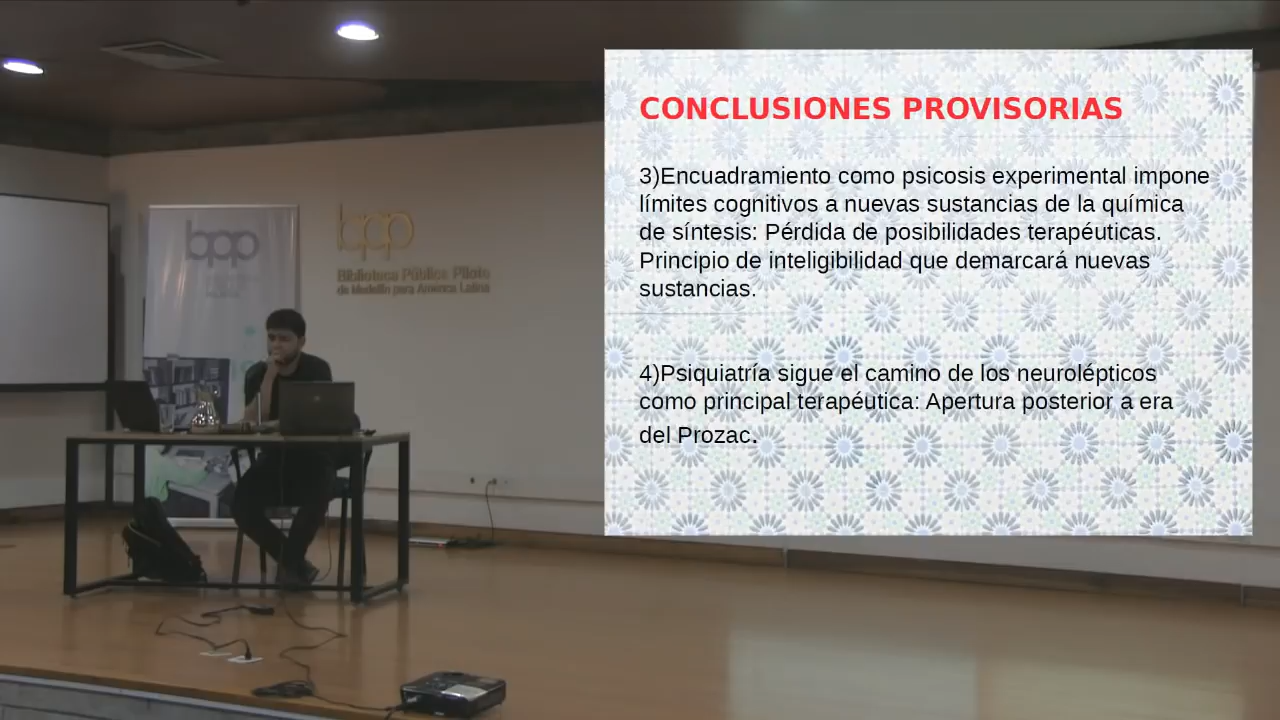 CONCLUSIONES PROVISORIAS
3)Encuadramiento como psicosis experimental impone
límites cognitivos a nuevas sustancias de la química
de síntesis: Pérdida de posibilidades terapéuticas.
Principio de inteligibilidad que demarcará nuevas
sustancias.
4)Psiquiatría sigue el camino de los neurolépticos
como principal terapéutica: Apertura posterior a era
del Prozac.
bpp
bpp
Biblioteca Pública Piloto
de Medellín para América Latina